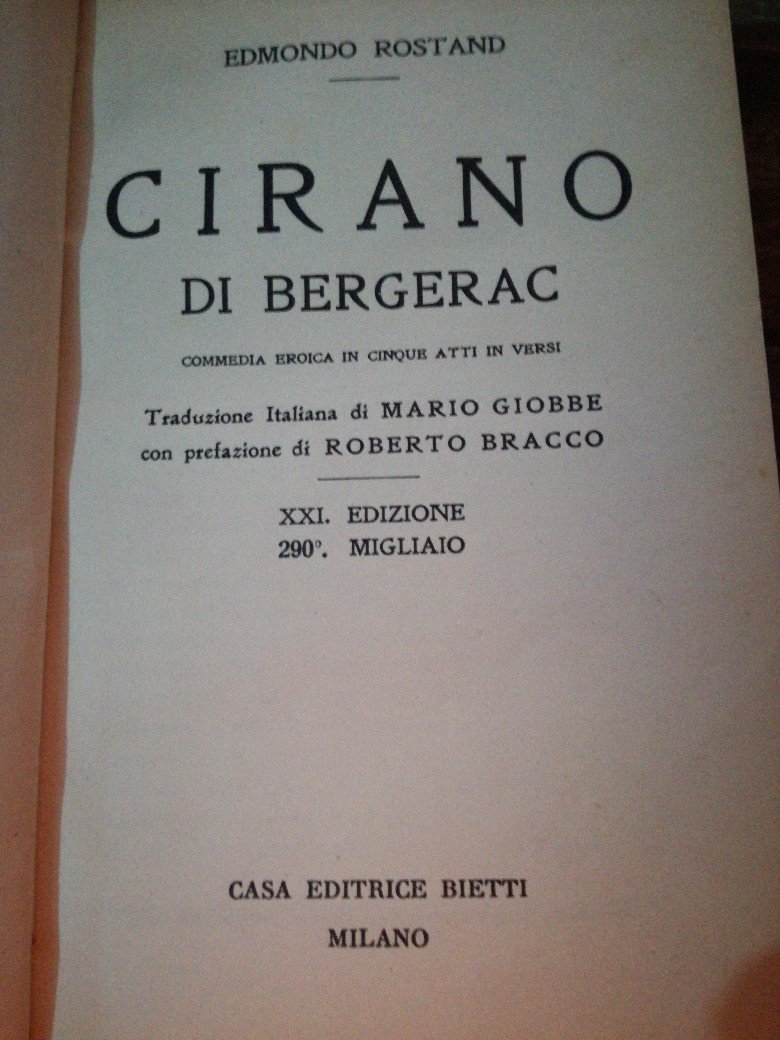 EDMONDO ROSTAND
CIRANO
DI BERGERAC
COMMEDIA EROICA IN CINQUE ATTI IN VERSI
Traduzione Italiana di MARIO GIOBBE
con prefazione di ROBERTO BRACCO
XXI. EDIZIONE
290°. MIGLIAIO
CASA EDITRICE BIETTI
MILANO